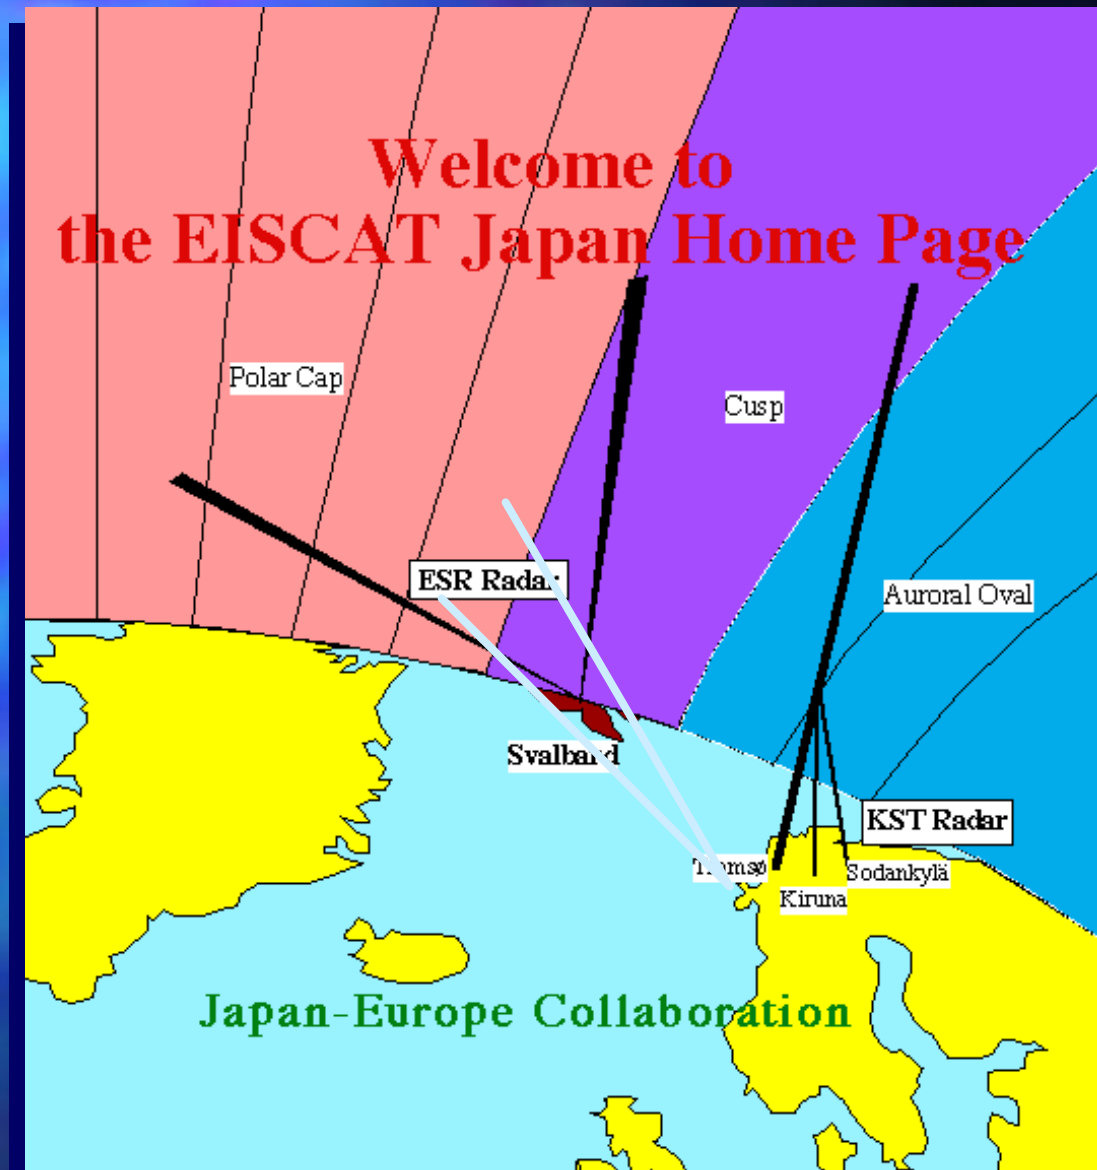 Welcome to
the EISCAT Japan Home Page
Polar Cap
Cusp
ESR Radar
Auroral Oval
Svalbard
KST Radar
Tromsø
Sodankylä
Kiruna
Japan-Europe Collaboration